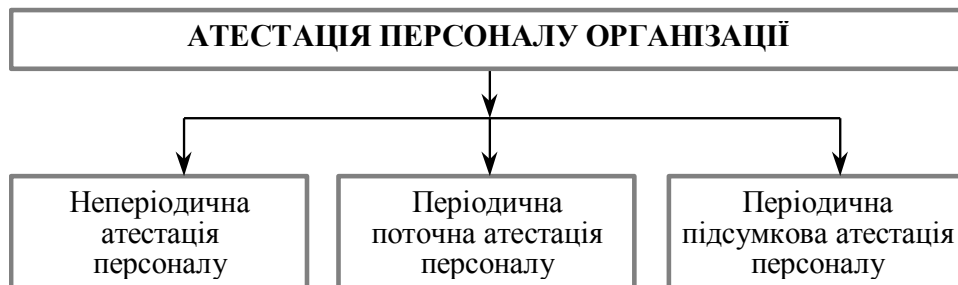 АТЕСТАЦІЯ ПЕРСОНАЛУ ОРГАНІЗАЦІЇ
Неперіодична
атестація
персоналу
Періодична
поточна атестація
персоналу
Періодична
підсумкова атестація
персоналу